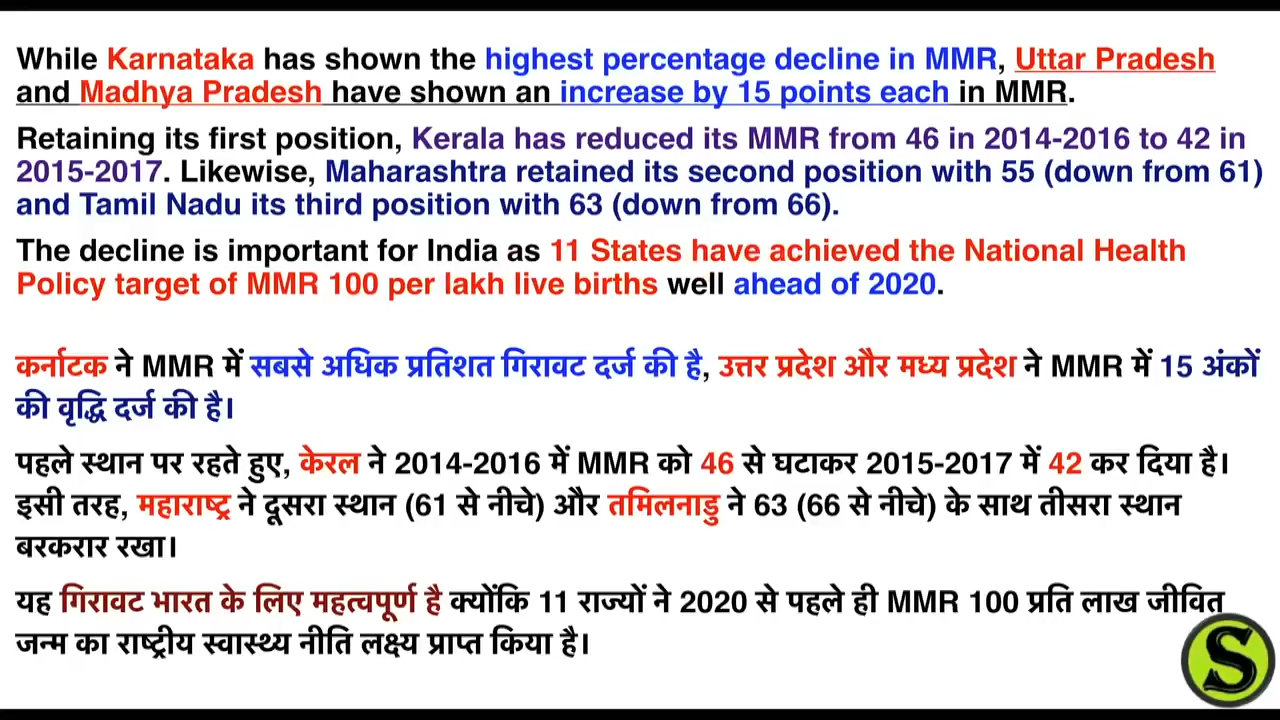 While Karnataka has shown the highest percentage decline in MMR, Uttar Pradesh
and Madhya Pradesh have shown an increase by 15 points each in MMR.
Retaining its first position, Kerala has reduced its MMR from 46 in 2014-2016 to 42 in
2015-2017. Likewise, Maharashtra retained its second position with 55 (down from 61)
and Tamil Nadu its third position with 63 (down from 66).
The decline is important for India as 11 States have achieved the National Health
Policy target of MMR 100 per lakh live births well ahead of 2020.
कर्नाटक ने MMR में सबसे अधिक प्रतिशत गिरावट दर्ज की है, उत्तर प्रदेश और मध्य प्रदेश ने MMR में 15 अंकों
की वृद्धि दर्ज की है।
पहले स्थान पर रहते हुए, केरल ने 2014-2016 में MMR को 46 से घटाकर 2015-2017 में 42 कर दिया है।
इसी तरह, महाराष्ट्र ने दूसरा स्थान (61 से नीचे) और तमिलनाडु ने 63 (66 से नीचे) के साथ तीसरा स्थान
बरकरार रखा।
यह गिरावट भारत के लिए महत्वपूर्ण है क्योंकि 11 राज्यों ने 2020 से पहले ही MMR 100 प्रति लाख जीवित
जन्म का राष्ट्रीय स्वास्थ्य नीति लक्ष्य प्राप्त किया है।
S